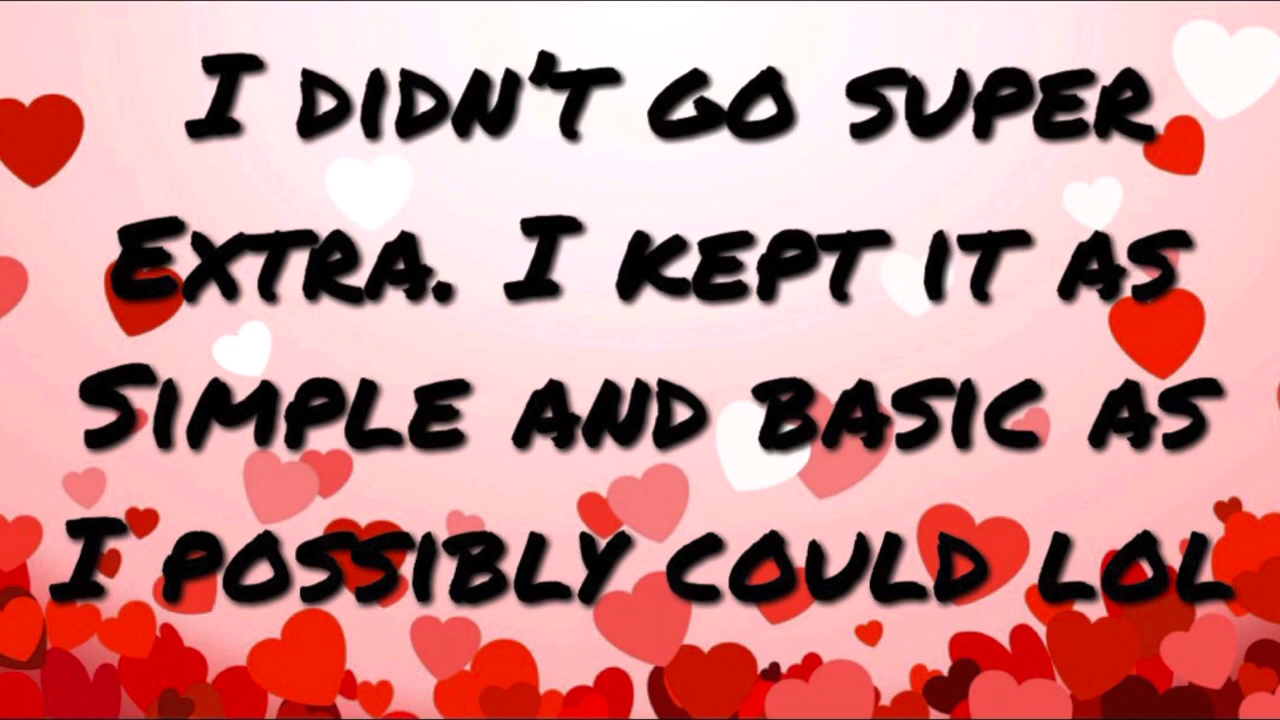 I didn't go super
Extra. I kept it as
Simple and basic as
I possibly could lol